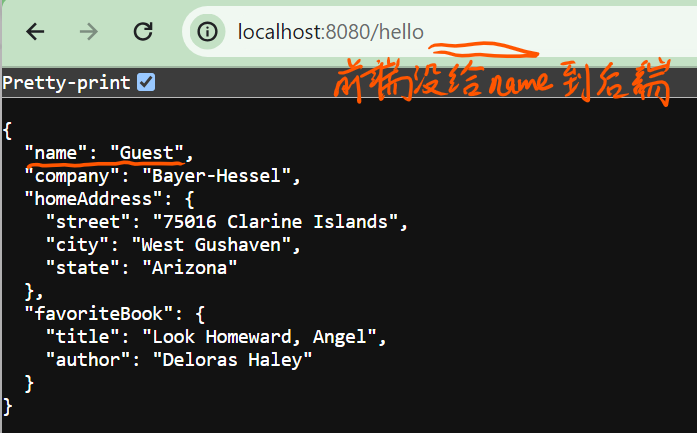 localhost:8080/hello
Pretty-print
前端没给name到后端
{
  "name": "Guest",
  "company": "Bayer-Hessel",
  "homeAddress": {
    "street": "75016 Clarine Islands",
    "city": "West Gushaven",
    "state": "Arizona"
  },
  "favoriteBook": {
    "title": "Look Homeward, Angel",
    "author": "Deloras Haley"
  }
}